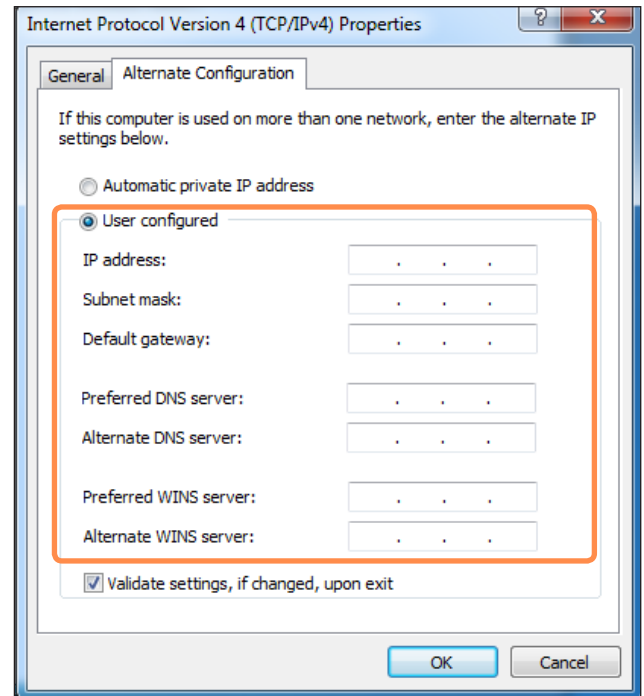 Internet Protocol Version 4 (TCP/IPv4) Properties
? X
General Alternate Configuration
If this computer is used on more than one network, enter the alternate IP
settings below.
Automatic private IP address
User configured
IP address: . . .
Subnet mask: . . .
Default gateway: . . .
Preferred DNS server: . . .
Alternate DNS server: . . .
Preferred WINS server: . . .
Alternate WINS server: . . .
Validate settings, if changed, upon exit
OK Cancel